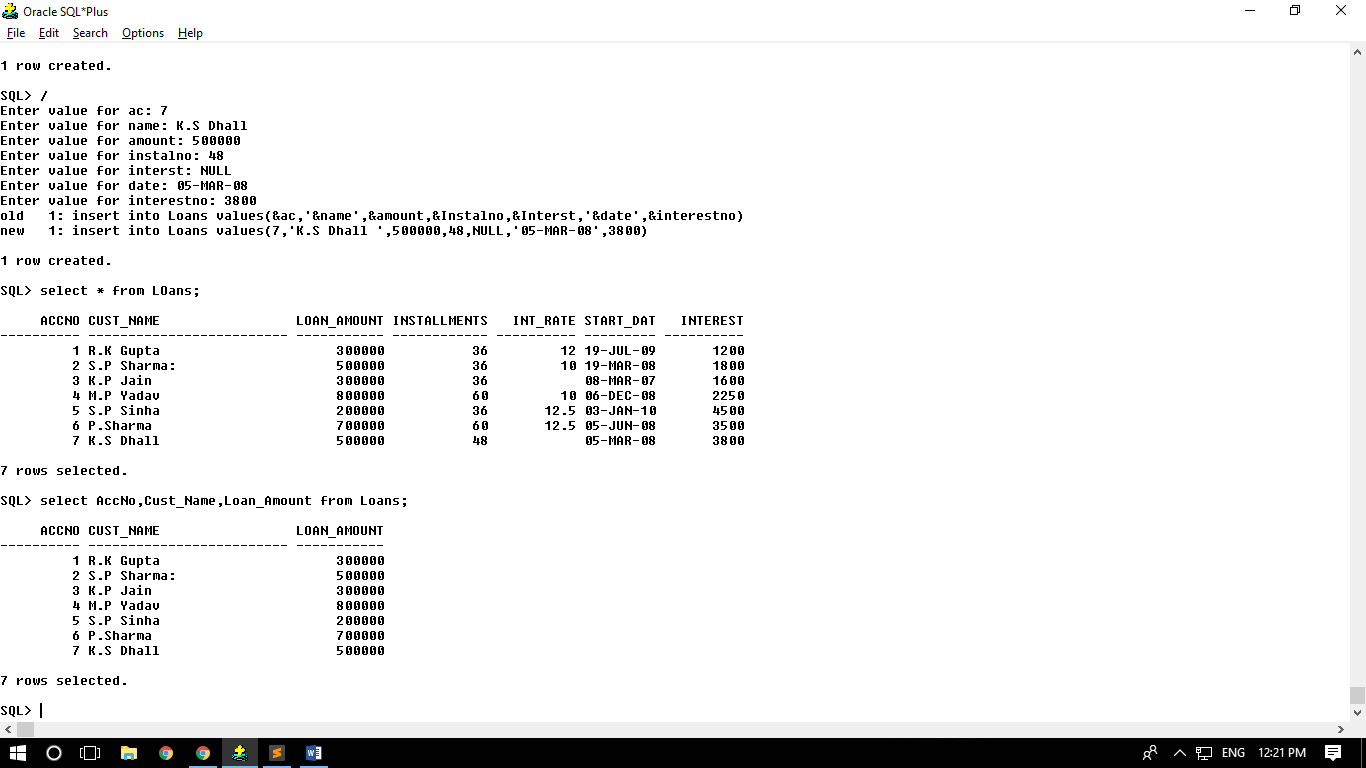 Oracle SQL*Plus
File Edit Search Options Help
1 row created.
SQL> /
Enter value for ac: 7
Enter value for name: K.S Dhall
Enter value for amount: 500000
Enter value for instalno: 48
Enter value for interst: NULL
Enter value for date: 05-MAR-08
Enter value for interestno: 3800
old   1: insert into Loans values(&ac,'&name',&amount,&Instalno,&Interst,'&date',&interestno)
new   1: insert into Loans values(7,'K.S Dhall ',500000,48,NULL,'05-MAR-08',3800)
1 row created.
SQL> select * from LOans;
ACCNO CUST_NAME LOAN_AMOUNT INSTALLMENTS INT_RATE START_DAT INTEREST
---------- ------------------------- ----------- ------------ ---------- --------- ----------
1 R.K Gupta 300000 36 12 19-JUL-09 1200
2 S.P Sharma: 500000 36 10 19-MAR-08 1800
3 K.P Jain 300000 36 08-MAR-07 1600
4 M.P Yadav 800000 60 10 06-DEC-08 2250
5 S.P Sinha 200000 36 12.5 03-JAN-10 4500
6 P.Sharma 700000 60 12.5 05-JUN-08 3500
7 K.S Dhall 500000 48 05-MAR-08 3800
7 rows selected.
SQL> select AccNo,Cust_Name,Loan_Amount from Loans;
ACCNO CUST_NAME LOAN_AMOUNT
---------- ------------------------- -----------
1 R.K Gupta 300000
2 S.P Sharma: 500000
3 K.P Jain 300000
4 M.P Yadav 800000
5 S.P Sinha 200000
6 P.Sharma 700000
7 K.S Dhall 500000
7 rows selected.
SQL>
ENG 12:21 PM